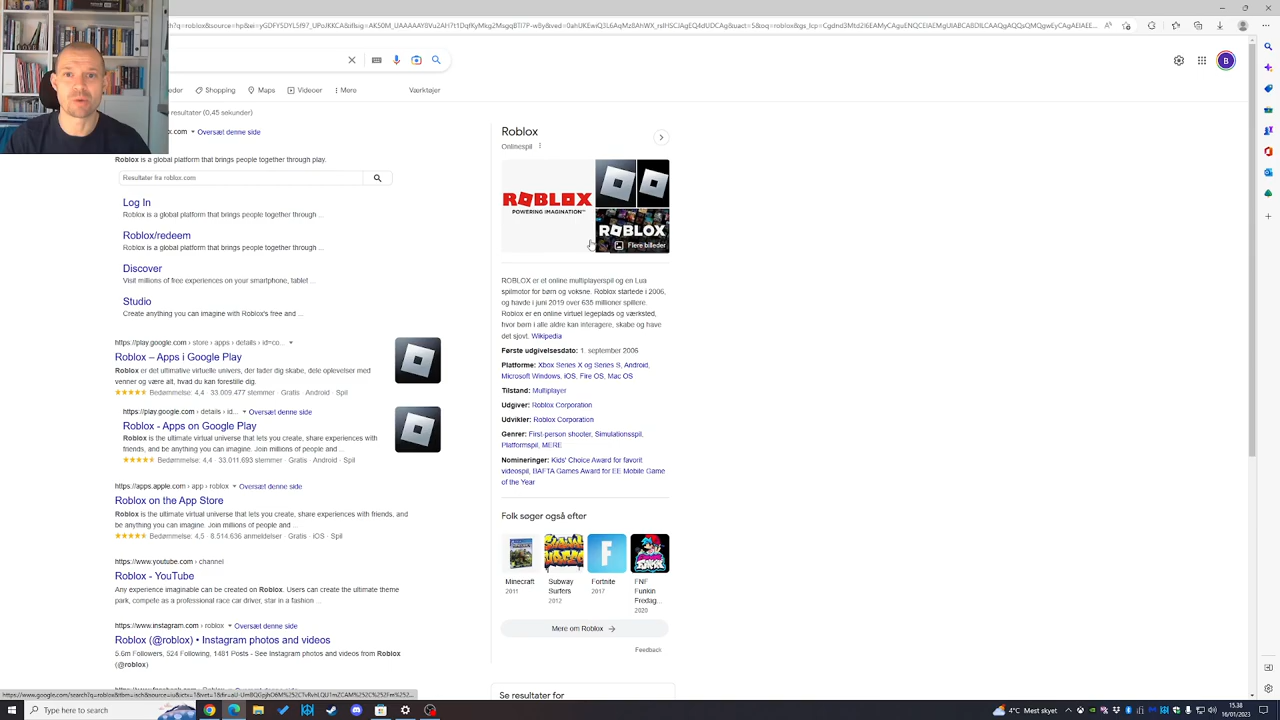 Shopping
Maps
Videoer
Mere
Værktøjer
resultater (0,45 sekunder)
Oversæt denne side
Roblox is a global platform that brings people together through play.
Resultater fra roblox.com
Log In
Roblox is a global platform that brings people together through ...
Roblox/redeem
Roblox is a global platform that brings people together through ...
Discover
Visit millions of free experiences on your smartphone, tablet ...
Studio
Create anything you can imagine with Roblox's free and ...
https://play.google.com › store › apps › details › id=co...
Roblox – Apps i Google Play
Roblox er det ultimative virtuelle univers, der lader dig skabe, dele oplevelser med
venner og være alt, hvad du kan forestille dig.
Bedømmelse: 4,4 · 33.009.477 stemmer · Gratis · Android · Spil
https://play.google.com › details › id... Oversæt denne side
Roblox - Apps on Google Play
Roblox is the ultimate virtual universe that lets you create, share experiences with
friends, and be anything you can imagine. Join millions of people and ...
Bedømmelse: 4,4 · 33.011.693 stemmer · Gratis · Android · Spil
https://apps.apple.com › app › roblox Oversæt denne side
Roblox on the App Store
Roblox is the ultimate virtual universe that lets you create, share experiences with friends, and
be anything you can imagine. Join millions of people and ...
Bedømmelse: 4,5 · 8.514.636 anmeldelser · Gratis · iOS · Spil
https://www.youtube.com › channel
Roblox - YouTube
Any experience imaginable can be created on Roblox. Users can create the ultimate theme
park, compete as a professional race car driver, star in a fashion ...
https://www.instagram.com › roblox Oversæt denne side
Roblox (@roblox) • Instagram photos and videos
5.6m Followers, 524 Following, 1481 Posts - See Instagram photos and videos from Roblox
(@roblox)
Roblox
Onlinespil
ROBLOX
POWERING IMAGINATION™
ROBLOX
Flere billeder
ROBLOX er et online multiplayerspil og en Lua
spilmotor for børn og voksne. Roblox startede i 2006,
og havde i juni 2019 over 635 millioner spillere.
Roblox er en online virtuel legeplads og værksted,
hvor børn i alle aldre kan interagere, skabe og have
det sjovt. Wikipedia
Første udgivelsesdato: 1. september 2006
Platforme: Xbox Series X og Series S, Android,
Microsoft Windows, iOS, Fire OS, Mac OS
Tilstand: Multiplayer
Udgiver: Roblox Corporation
Udvikler: Roblox Corporation
Genrer: First-person shooter, Simulationsspil,
Platformspil, MERE
Nomineringer: Kids' Choice Award for favorit
videospil, BAFTA Games Award for EE Mobile Game
of the Year
Folk søger også efter
Minecraft
2011
Subway
Surfers
2012
Fortnite
2017
FNF
Funkin
Fredag...
2020
Mere om Roblox
Feedback
Se resultater for
B
Type here to search
4°C Mest skyet
15.38
16/01/2023